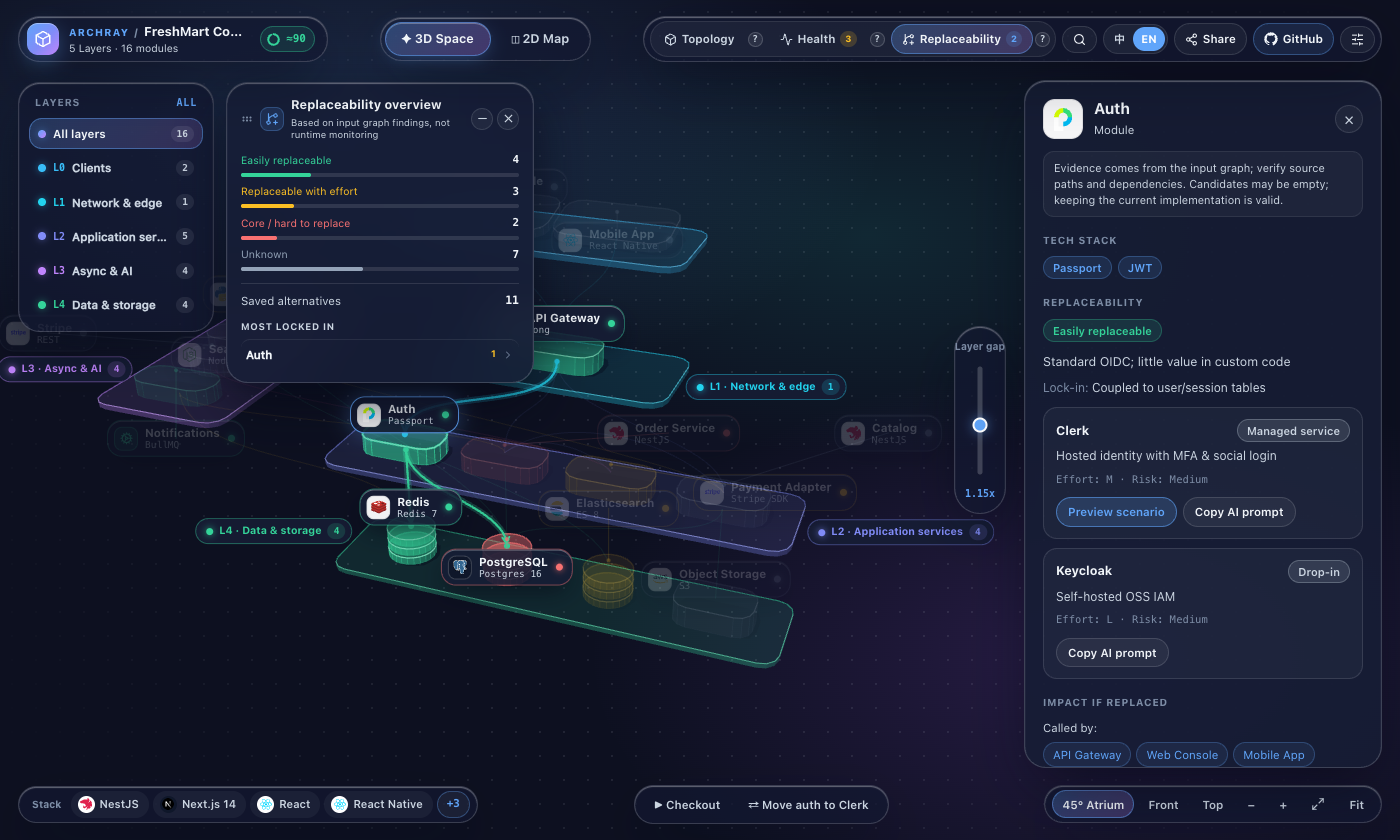 ARCHRAY / FreshMart Co...
5 Layers · 16 modules
≈90
3D Space
2D Map
Topology ?
Health 3 ?
Replaceability 2 ?
中 EN
Share
GitHub
LAYERS ALL
All layers 16
L0 Clients 2
L1 Network & edge 1
L2 Application ser... 5
L3 Async & AI 4
L4 Data & storage 4
Replaceability overview
Based on input graph findings, not
runtime monitoring
Easily replaceable 4
Replaceable with effort 3
Core / hard to replace 2
Unknown 7
Saved alternatives 11
MOST LOCKED IN
Auth 1
Mobile App
React Native
API Gateway
Stripe
REST
L3 · Async & AI 4
L1 · Network & edge 1
Auth
Passport
Notifications
BullMQ
Order Service
NestJS
Catalog
NestJS
Payment Adapter
Stripe SDK
Redis
Redis 7
Elasticsearch
ES 8
L4 · Data & storage 4
L2 · Application services 4
PostgreSQL
Postgres 16
Object Storage
S3
Layer gap
1.15x
Auth
Module
Evidence comes from the input graph; verify source
paths and dependencies. Candidates may be empty;
keeping the current implementation is valid.
TECH STACK
Passport JWT
REPLACEABILITY
Easily replaceable
Standard OIDC; little value in custom code
Lock-in: Coupled to user/session tables
Clerk Managed service
Hosted identity with MFA & social login
Effort: M · Risk: Medium
Preview scenario Copy AI prompt
Keycloak Drop-in
Self-hosted OSS IAM
Effort: L · Risk: Medium
Copy AI prompt
IMPACT IF REPLACED
Called by:
API Gateway Web Console Mobile App
Stack NestJS Next.js 14 React React Native +3
Checkout Move auth to Clerk
45° Atrium Front Top − + Fit